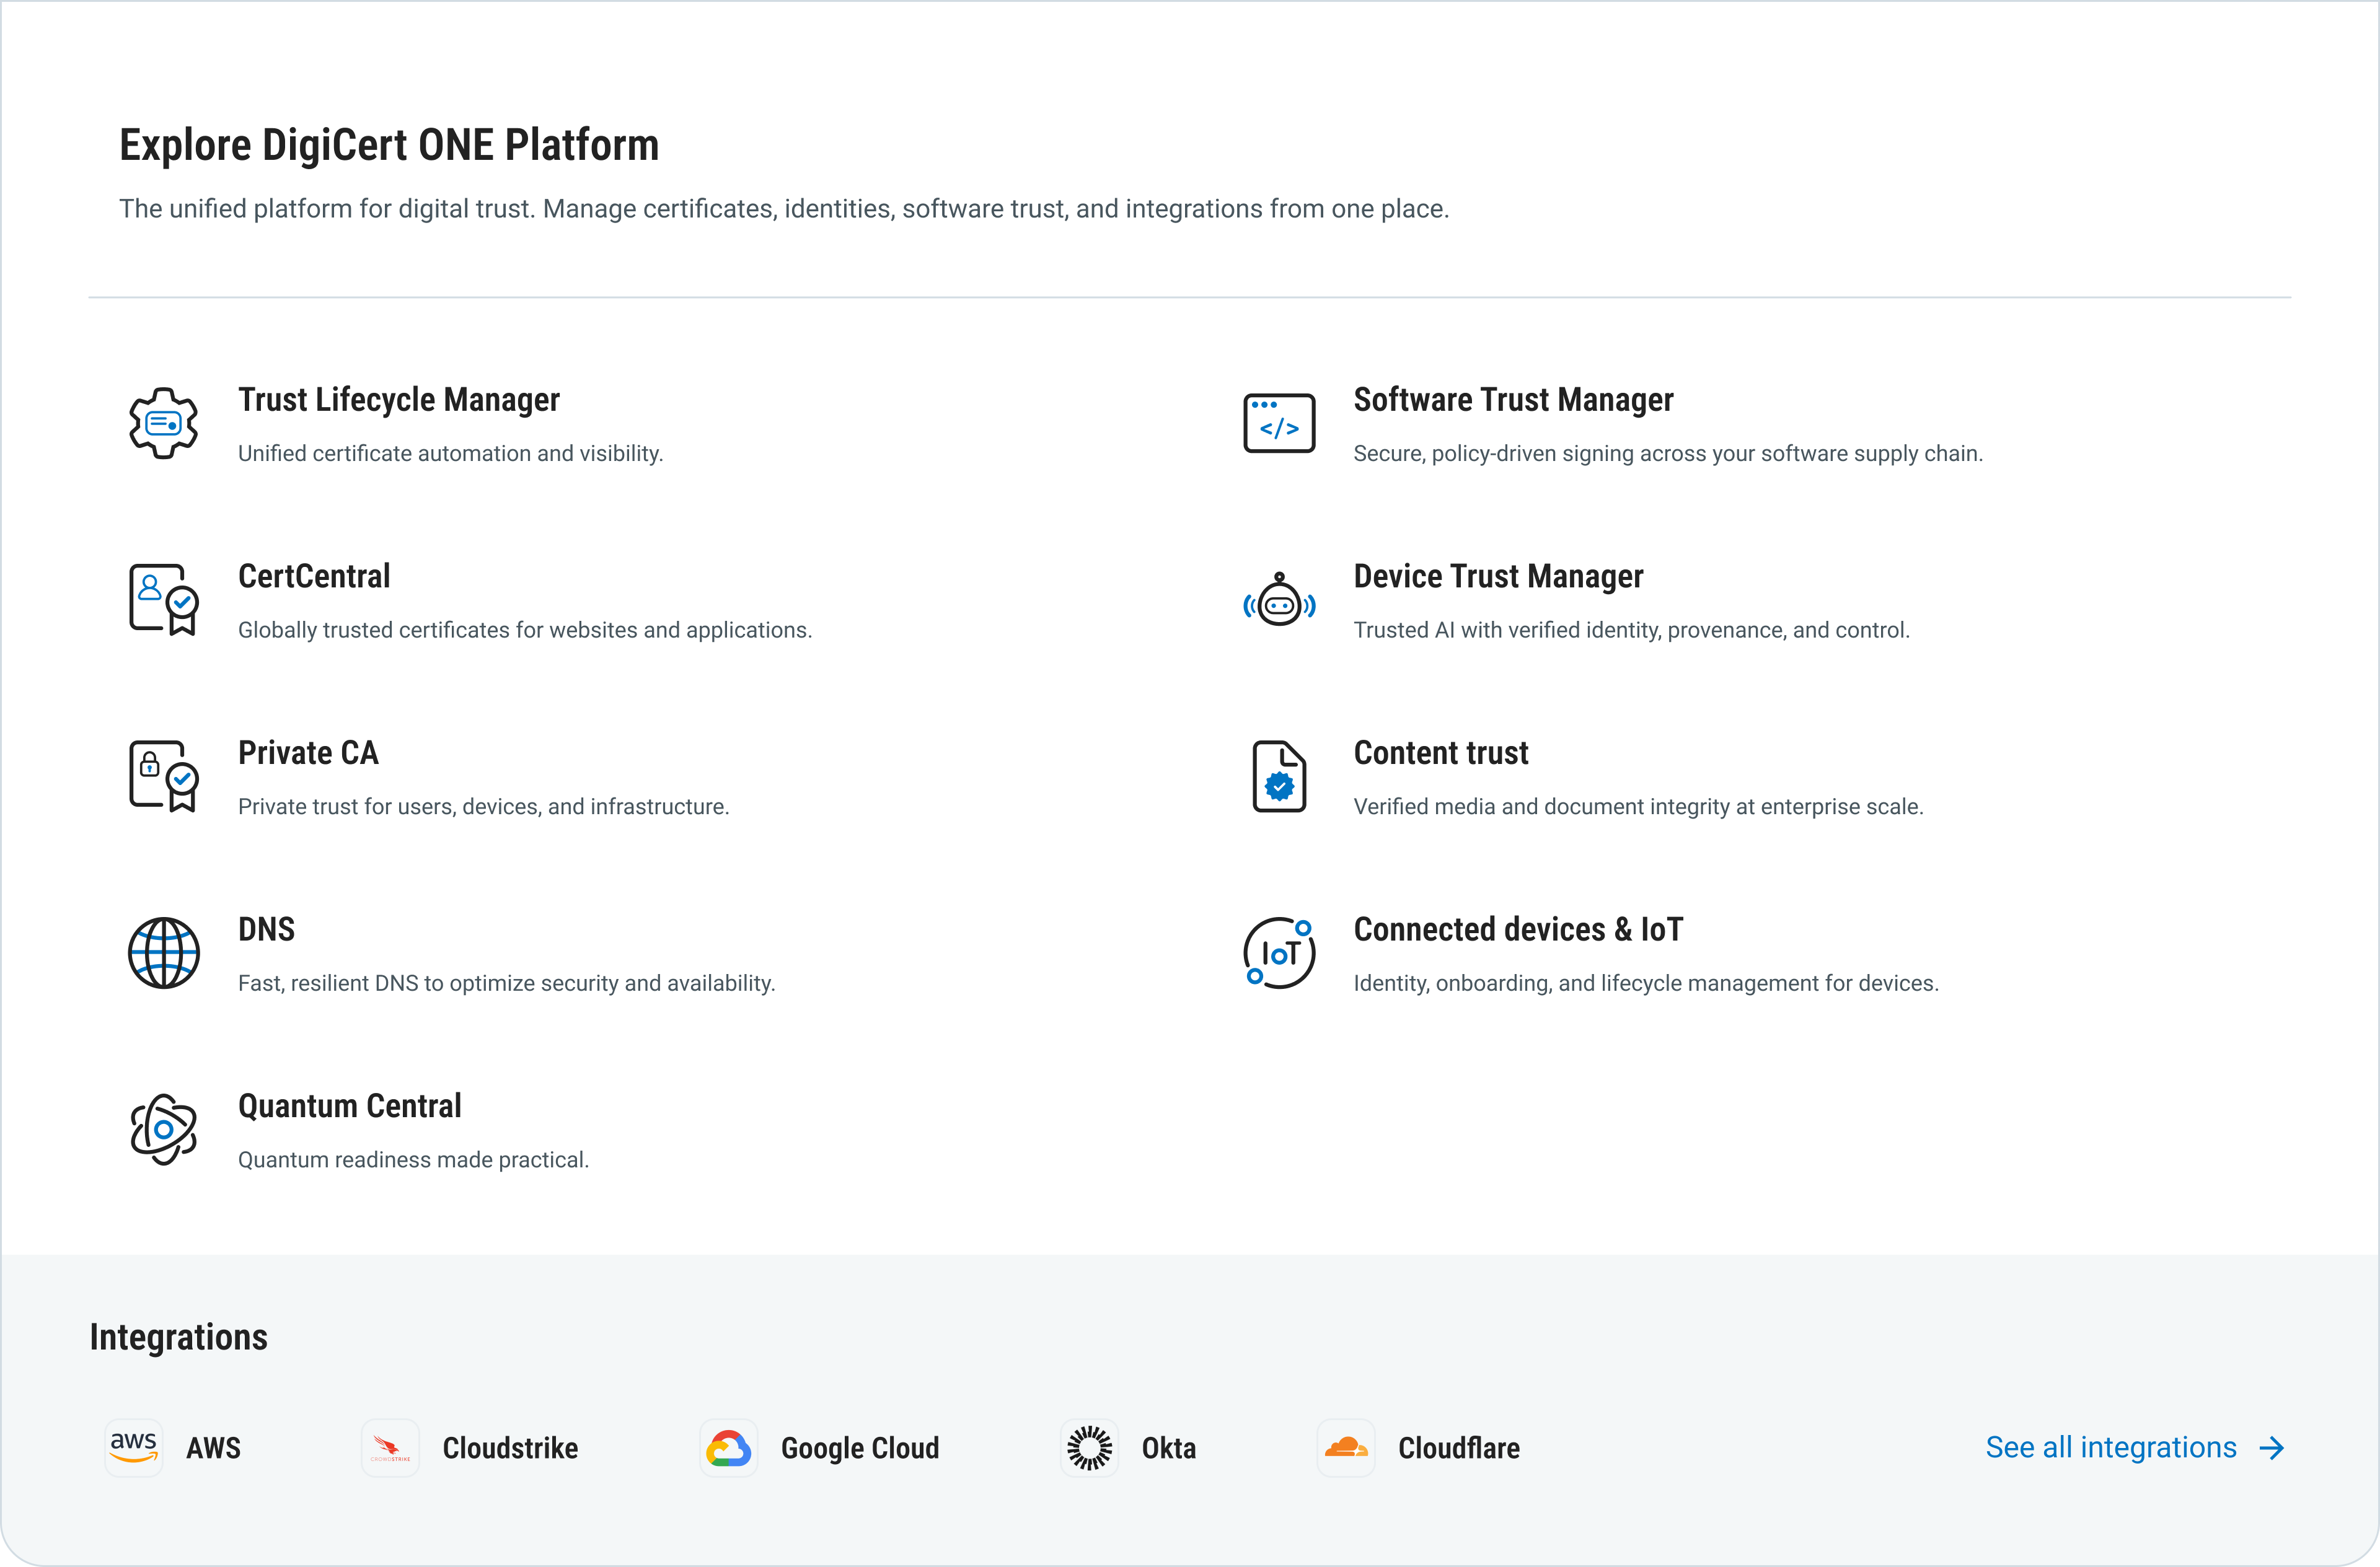 Explore DigiCert ONE Platform
The unified platform for digital trust. Manage certificates, identities, software trust, and integrations from one place.
Trust Lifecycle Manager
Unified certificate automation and visibility.
Software Trust Manager
</>
Secure, policy-driven signing across your software supply chain.
CertCentral
Globally trusted certificates for websites and applications.
Device Trust Manager
Trusted AI with verified identity, provenance, and control.
Private CA
Private trust for users, devices, and infrastructure.
Content trust
Verified media and document integrity at enterprise scale.
DNS
Fast, resilient DNS to optimize security and availability.
IoT
Connected devices & IoT
Identity, onboarding, and lifecycle management for devices.
Quantum Central
Quantum readiness made practical.
Integrations
aws AWS
CROWDSTRIKE Cloudstrike
Google Cloud
Okta
Cloudflare
See all integrations →